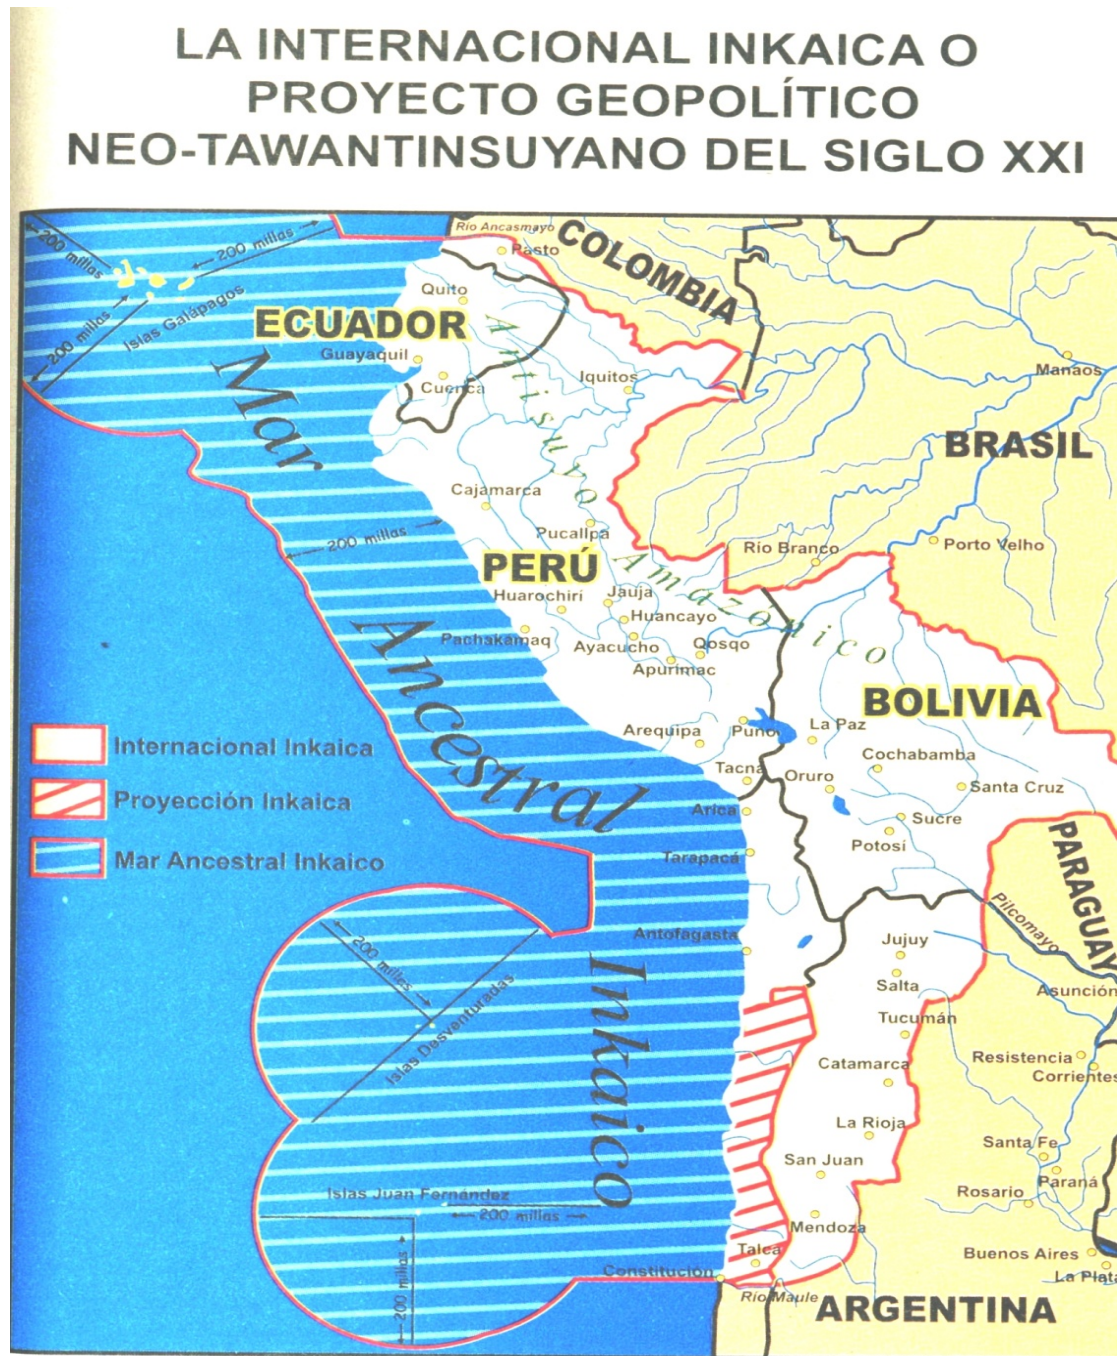 LA INTERNACIONAL INKAICA O
PROYECTO GEOPOLÍTICO
NEO-TAWANTINSUYANO DEL SIGLO XXI
Río Ancasmayo
COLOMBIA
Pasto
200 millas
200 millas
200 millas
Islas Galápagos
Quito
ECUADOR
Guayaquil
Cuenca
Iquitos
Manaos
Antisuyo Amazónico
Mar Ancestral Inkaico
BRASIL
Cajamarca
Pucallpa
200 millas
PERÚ
Río Branco
Porto Velho
Huarochirí
Jauja
Huancayo
Pachakamaq
Ayacucho
Qosqo
Apurimac
BOLIVIA
Arequipa
Puno
La Paz
Cochabamba
Tacna
Oruro
Santa Cruz
Arica
Sucre
Potosí
Tarapacá
PARAGUAY
Internacional Inkaica
Proyección Inkaica
Mar Ancestral Inkaico
Pilcomayo
Antofagasta
Jujuy
Salta
Asunción
200 millas
Islas Desventuradas
Tucumán
Resistencia
Corrientes
Catamarca
La Rioja
Santa Fe
Paraná
San Juan
Rosario
Islas Juan Fernández
200 millas
200 millas
Mendoza
Talca
Buenos Aires
La Plata
Constitución
Río Maule
ARGENTINA